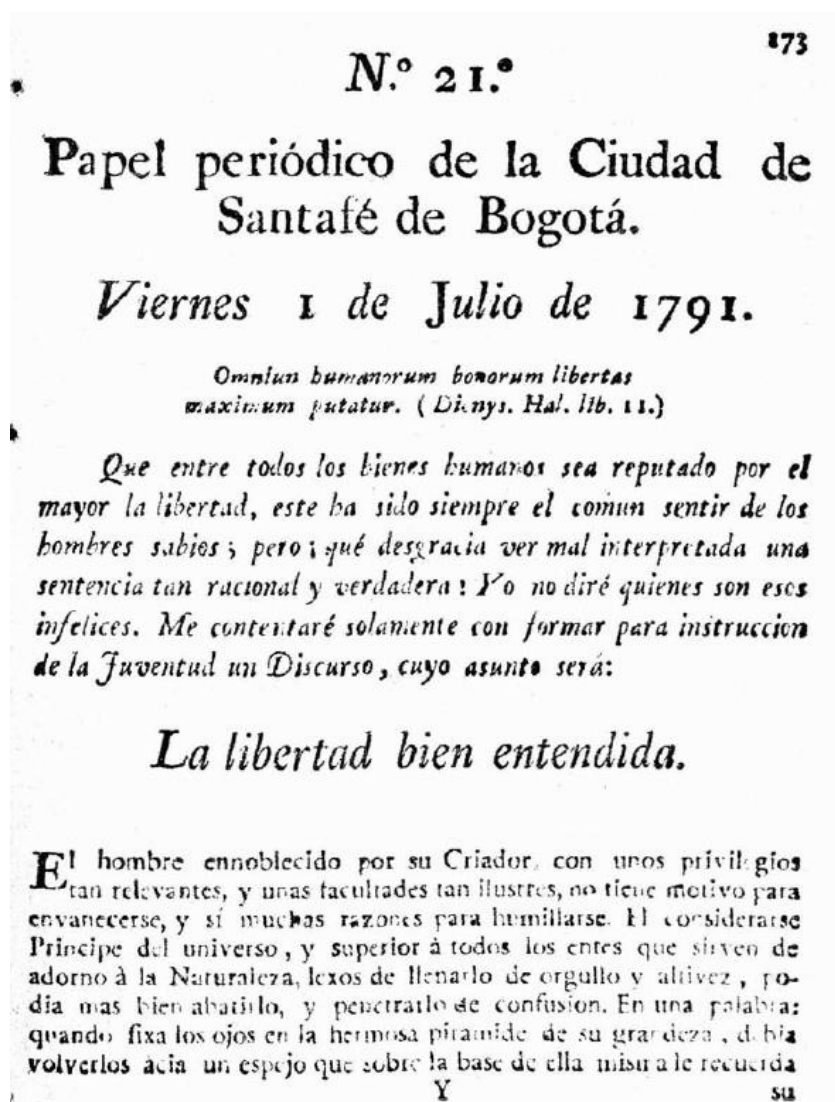 173
N.º 21.º
Papel periódico de la Ciudad de
Santafé de Bogotá.
Viernes 1 de Julio de 1791.
Omniun humanorum bonorum libertas
maximum putatur. ( Dionys. Hal. lib. 11.)
Que entre todos los bienes humanos sea reputado por el
mayor la libertad, este ha sido siempre el comun sentir de los
hombres sabios ; pero ¡ qué desgracia ver mal interpretada una
sentencia tan racional y verdadera ! Yo no diré quienes son esos
infelices. Me contentaré solamente con formar para instruccion
de la Juventud un Discurso, cuyo asunto será:
La libertad bien entendida.
El hombre ennoblecido por su Criador, con unos privilegios
tan relevantes, y unas facultades tan ilustres, no tiene motivo para
envanecerse, y sí muchas razones para humillarse. El considerarse
Principe del universo, y superior à todos los entes que sirven de
adorno à la Naturaleza, lexos de llenarlo de orgullo y altivez, po-
dia mas bien abatirlo, y penetrarlo de confusion. En una palabra:
quando fixa los ojos en la hermosa piramide de su grandeza, debia
volverlos àcia un espejo que sobre la base de ella misma le recuerda
Y su